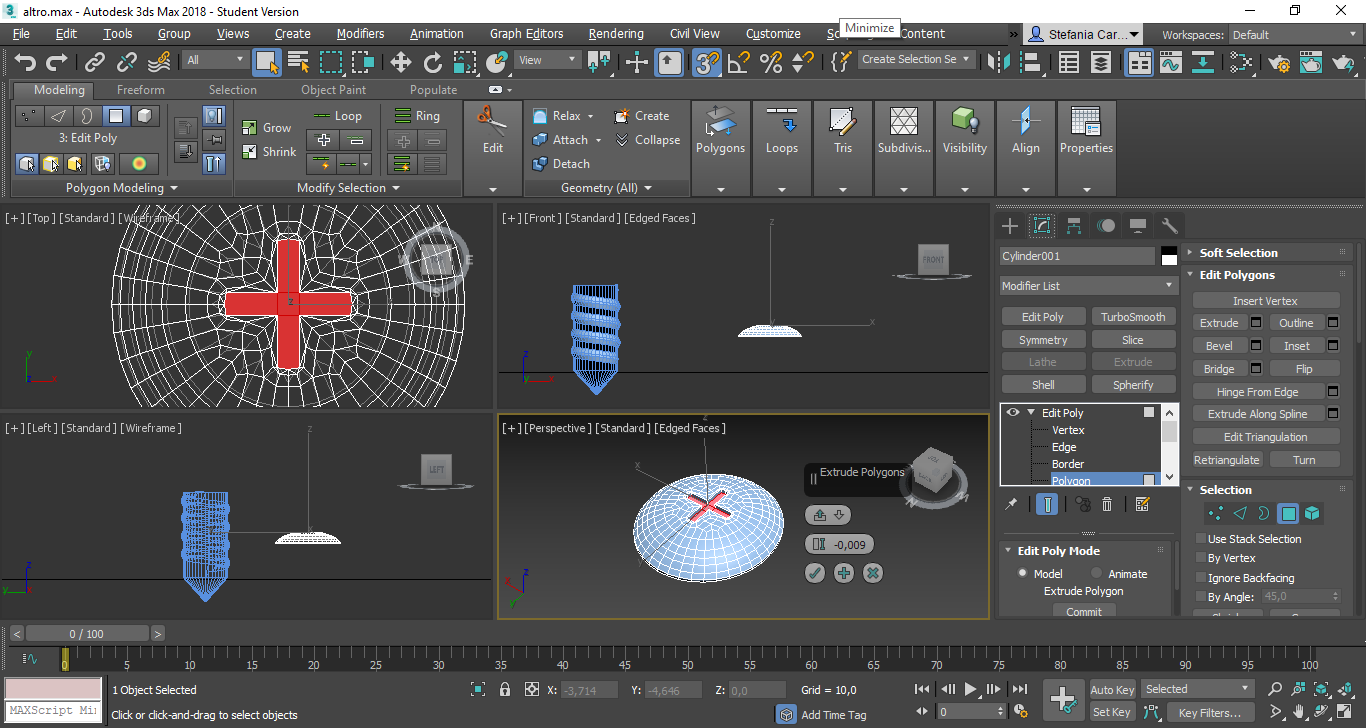 altro.max - Autodesk 3ds Max 2018 - Student Version
Minimize
File Edit Tools Group Views Create Modifiers Animation Graph Editors Rendering Civil View Customize Content » Stefania Car... Workspaces: Default
All View 3 Create Selection Se
Modeling Freeform Selection Object Paint Populate
3: Edit Poly
Grow
Shrink
Loop
Ring
Edit
Relax
Attach
Detach
Create
Collapse
Polygons Loops Tris Subdivis... Visibility Align Properties
Polygon Modeling Modify Selection Geometry (All)
[+] [Top ] [Standard ] [Wireframe ]
[+] [Front ] [Standard ] [Edged Faces ]
FRONT
[+] [Left ] [Standard ] [Wireframe ]
LEFT
[+] [Perspective ] [Standard ] [Edged Faces ]
Extrude Polygons
-0,009
Cylinder001
Modifier List
Edit Poly TurboSmooth
Symmetry Slice
Lathe Extrude
Shell Spherify
Edit Poly
Vertex
Edge
Border
Polygon
Edit Poly Mode
Model Animate
Extrude Polygon
Commit
Soft Selection
Edit Polygons
Insert Vertex
Extrude Outline
Bevel Inset
Bridge Flip
Hinge From Edge
Extrude Along Spline
Edit Triangulation
Retriangulate Turn
Selection
Use Stack Selection
By Vertex
Ignore Backfacing
By Angle: 45,0
< 0 / 100 >
0 5 10 15 20 25 30 35 40 45 50 55 60 65 70 75 80 85 90 95 100
1 Object Selected X: -3,714 Y: -4,646 Z: 0,0 Grid = 10,0
MAXScript Mi
Click or click-and-drag to select objects
Add Time Tag
0
Auto Key Selected
Set Key Key Filters...